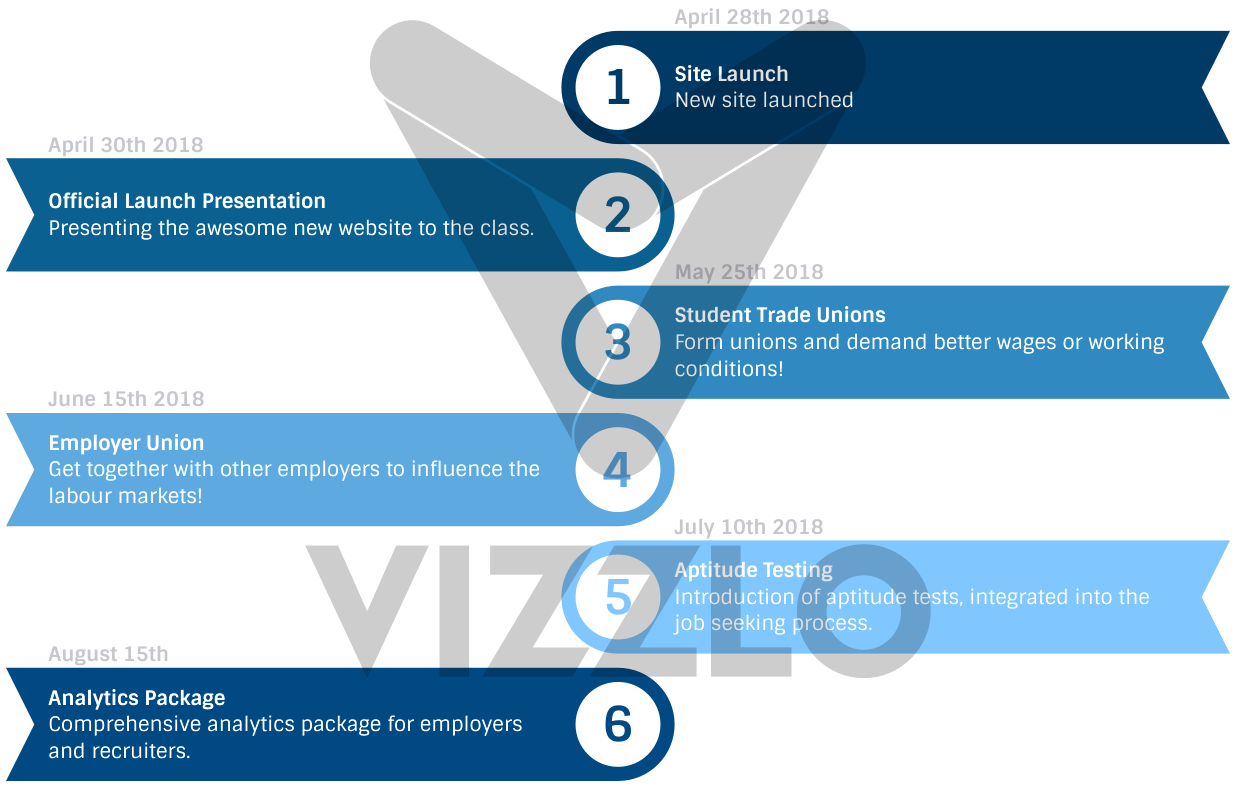 April 28th 2018
1
Site Launch
New site launched
April 30th 2018
Official Launch Presentation
Presenting the awesome new website to the class.
2
May 25th 2018
3
Student Trade Unions
Form unions and demand better wages or working
conditions!
June 15th 2018
Employer Union
Get together with other employers to influence the
labour markets!
4
July 10th 2018
5
Aptitude Testing
Introduction of aptitude tests, integrated into the
job seeking process.
VIZZLO
August 15th
Analytics Package
Comprehensive analytics package for employers
and recruiters.
6